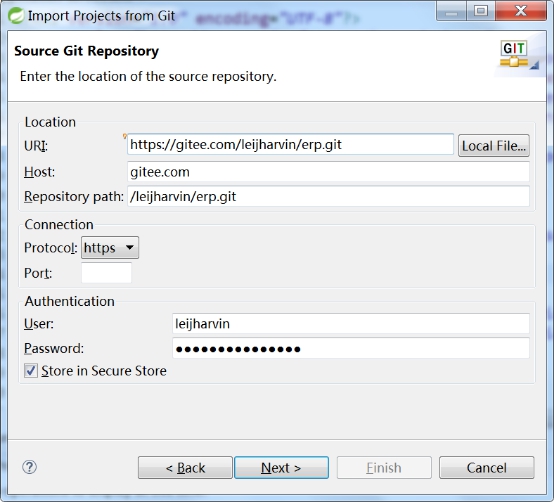 Import Projects from Git
" encoding="UTF-8"?>
Source Git Repository
GIT
Enter the location of the source repository.
Location
URI: https://gitee.com/leijharvin/erp.git Local File...
Host: gitee.com
Repository path: /leijharvin/erp.git
Connection
Protocol: https
Port:
Authentication
User: leijharvin
Password: ●●●●●●●●●●●●●●●
Store in Secure Store
< Back Next > Finish Cancel